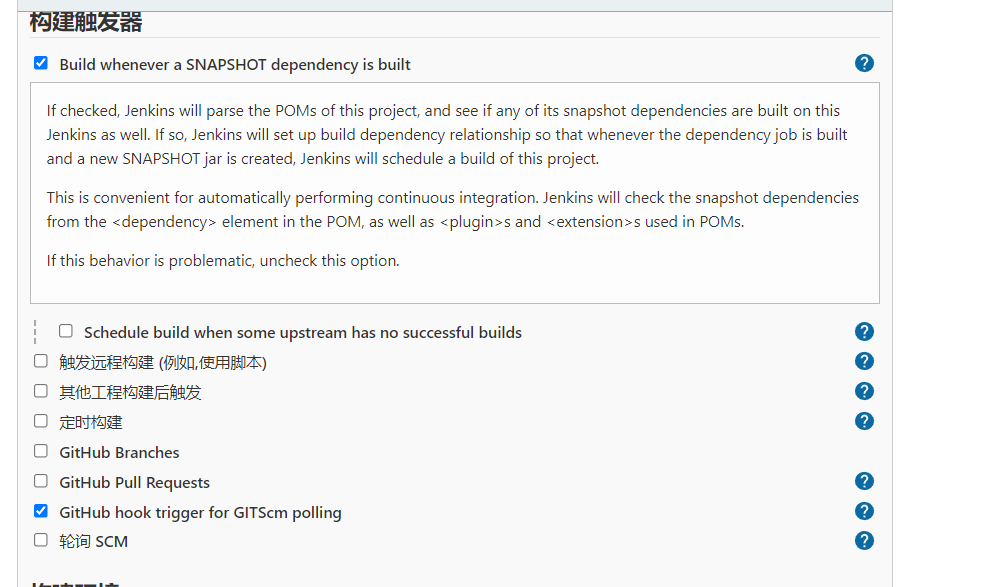 构建触发器
Build whenever a SNAPSHOT dependency is built
If checked, Jenkins will parse the POMs of this project, and see if any of its snapshot dependencies are built on this
Jenkins as well. If so, Jenkins will set up build dependency relationship so that whenever the dependency job is built
and a new SNAPSHOT jar is created, Jenkins will schedule a build of this project.
This is convenient for automatically performing continuous integration. Jenkins will check the snapshot dependencies
from the <dependency> element in the POM, as well as <plugin>s and <extension>s used in POMs.
If this behavior is problematic, uncheck this option.
Schedule build when some upstream has no successful builds
触发远程构建 (例如,使用脚本)
其他工程构建后触发
定时构建
GitHub Branches
GitHub Pull Requests
GitHub hook trigger for GITScm polling
轮询 SCM